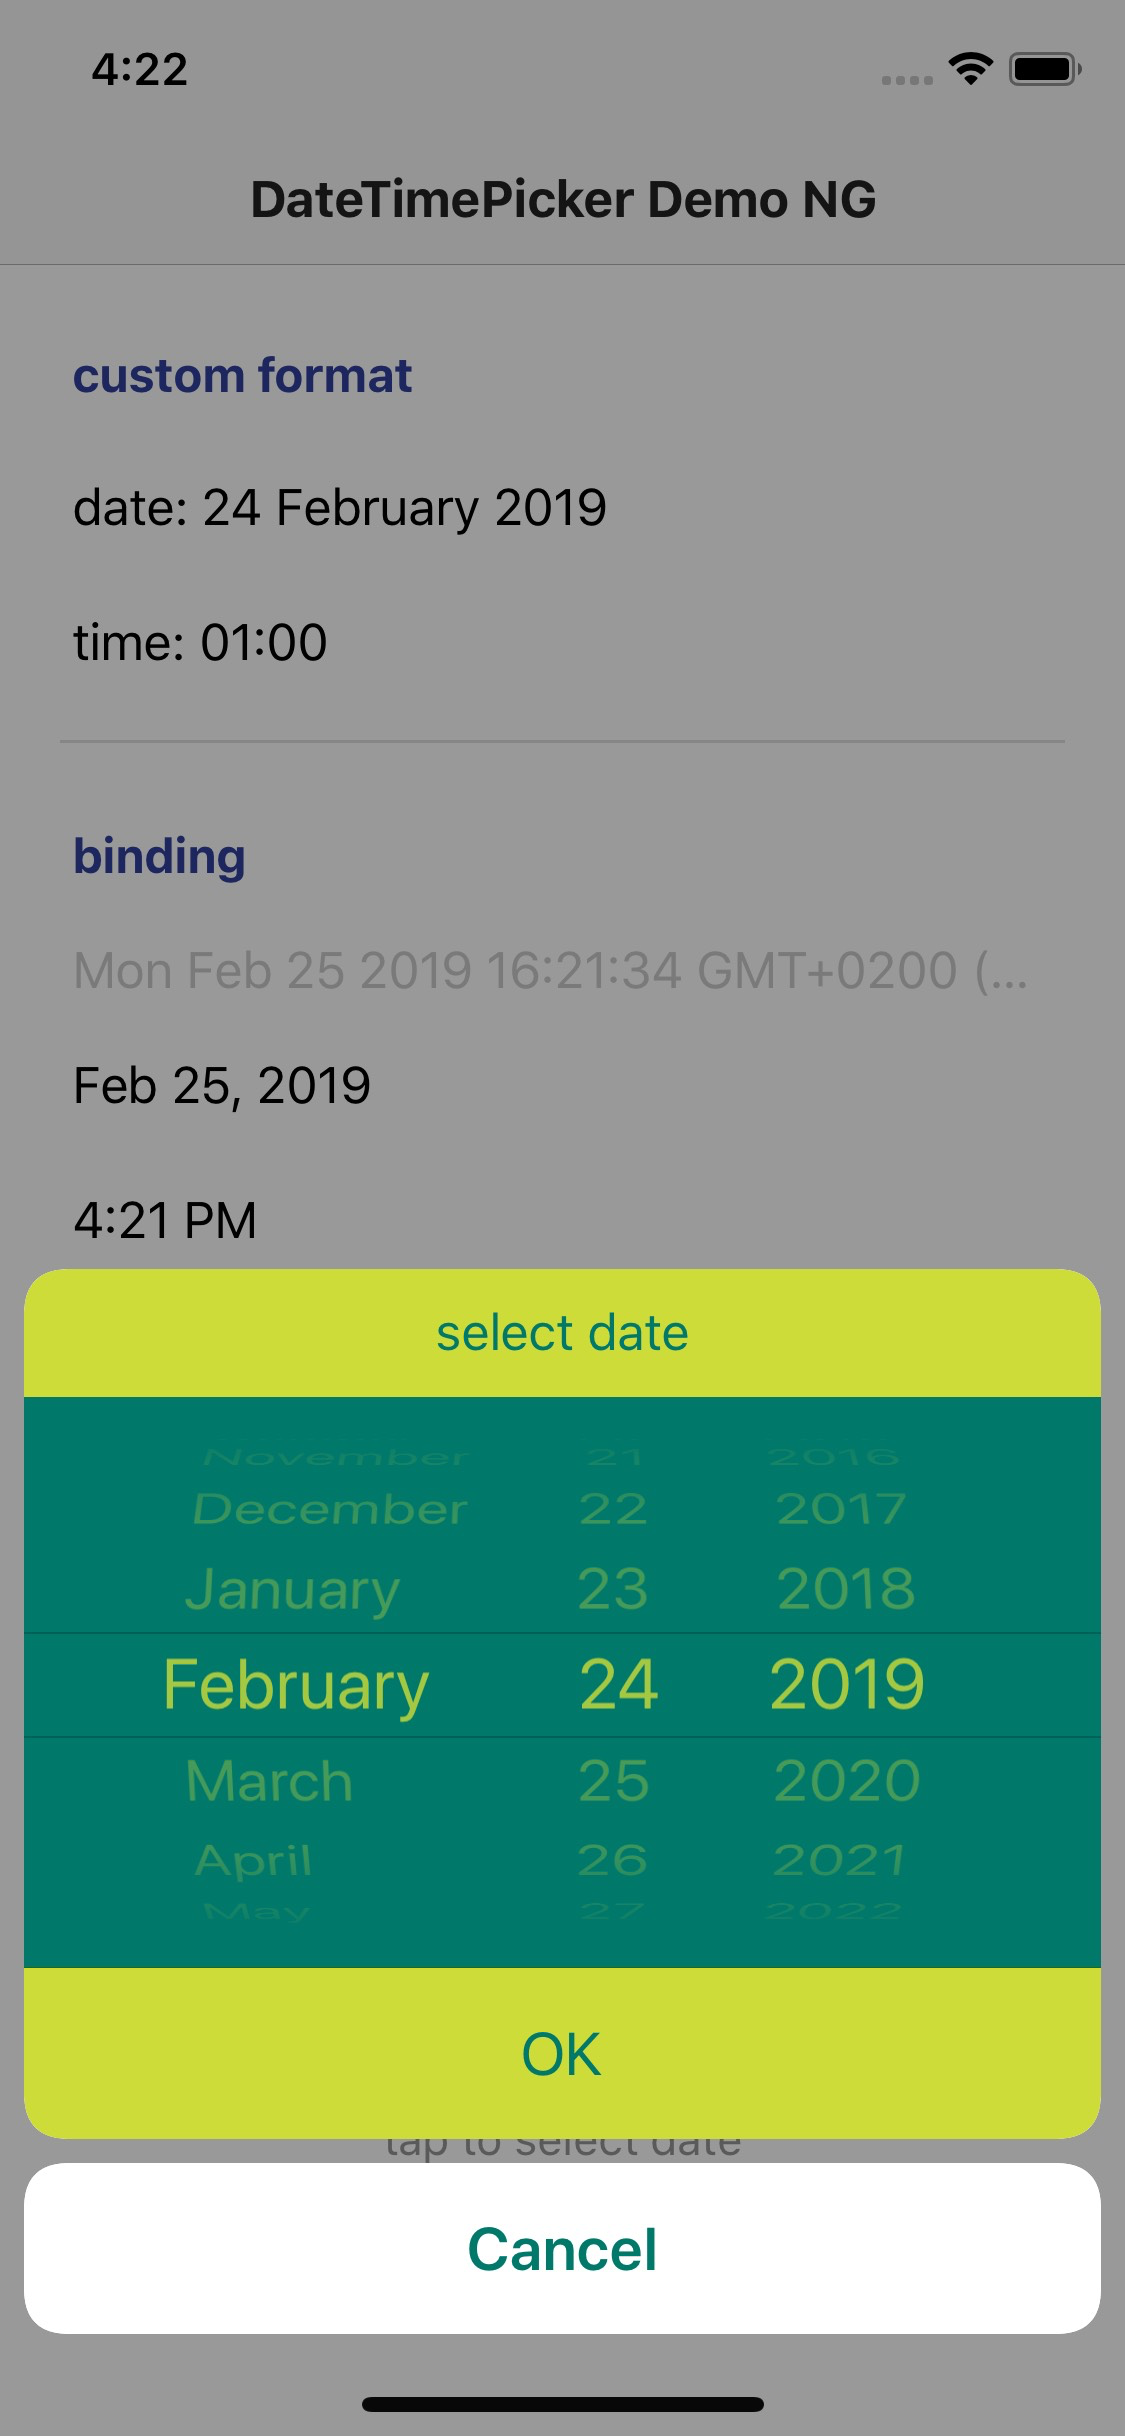 4:22
DateTimePicker Demo NG
custom format
date: 24 February 2019
time: 01:00
binding
Mon Feb 25 2019 16:21:34 GMT+0200 (...
Feb 25, 2019
4:21 PM
select date
November 21 2016
December 22 2017
January 23 2018
February 24 2019
March 25 2020
April 26 2021
May 27 2022
OK
tap to select date
Cancel